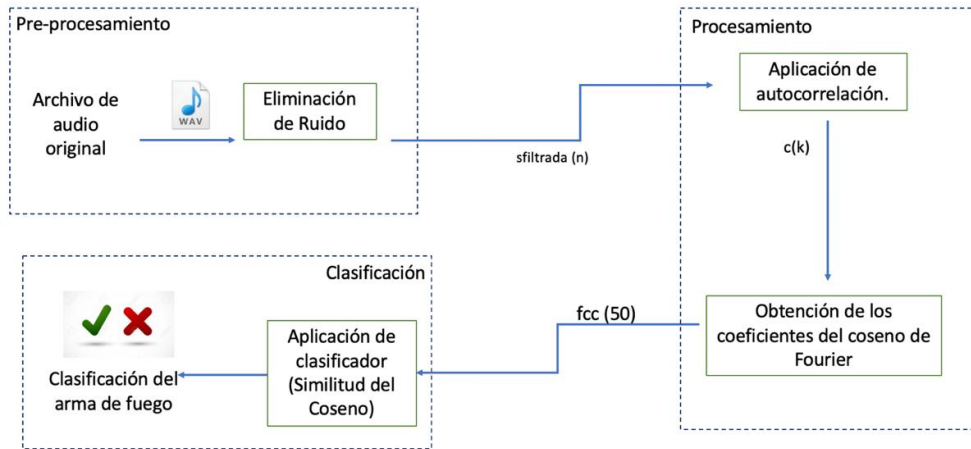 Pre-procesamiento
Archivo de
audio
original
WAV
Eliminación
de Ruido
sfiltrada (n)
Procesamiento
Aplicación de
autocorrelación.
c(k)
Obtención de los
coeficientes del coseno de
Fourier
fcc (50)
Clasificación
Aplicación de
clasificador
(Similitud del
Coseno)
Clasificación del
arma de fuego